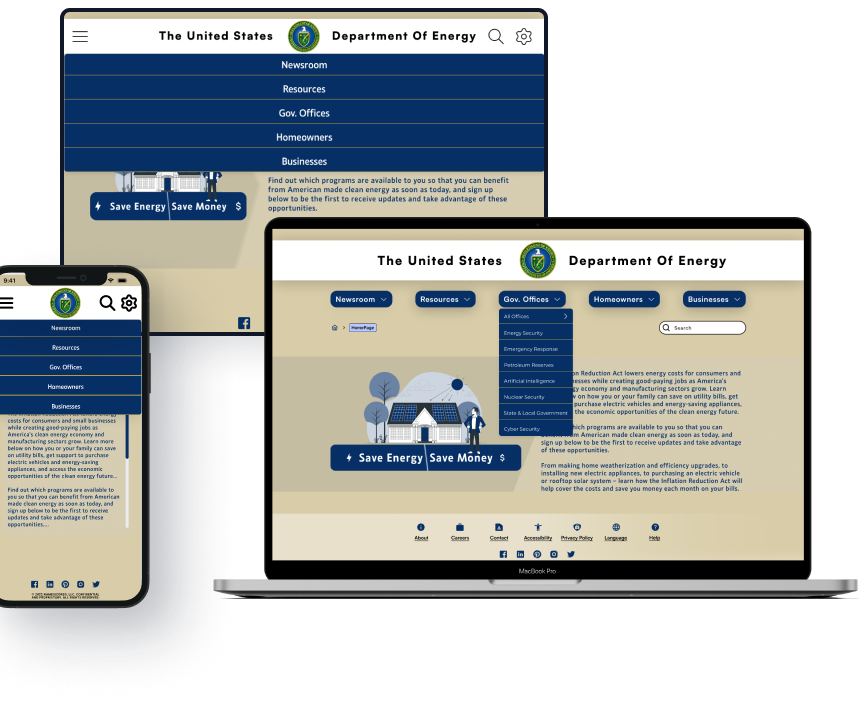 The United States
Department Of Energy
Newsroom
Resources
Gov. Offices
Homeowners
Businesses
Find out which programs are available to you so that you can benefit
from American made clean energy as soon as today, and sign up
below to be the first to receive updates and take advantage of these
opportunities.
Save Energy Save Money $
The United States
Department Of Energy
Newsroom
Resources
Gov. Offices
Homeowners
Businesses
> HomePage
Search
All Offices
Energy Security
Emergency Response
Petroleum Reserves
Artificial Intelligence
Nuclear Security
State & Local Government
Cyber Security
Reduction Act lowers energy costs for consumers and
while creating good-paying jobs as America's
economy and manufacturing sectors grow. Learn
on how you or your family can save on utility bills, get
purchase electric vehicles and energy-saving appliances,
the economic opportunities of the clean energy future.
programs are available to you so that you can
from American made clean energy as soon as today, and
sign up below to be the first to receive updates and take advantage
of these opportunities.
From making home weatherization and efficiency upgrades, to
installing new electric appliances, to purchasing an electric vehicle
or rooftop solar system – learn how the Inflation Reduction Act will
help cover the costs and save you money each month on your bills.
Save Energy Save Money $
About
Careers
Contact
Accessibility
Privacy Policy
Language
Help
MacBook Pro
9:41
Newsroom
Resources
Gov. Offices
Homeowners
Businesses
costs for consumers and small businesses
while creating good-paying jobs as
America's clean energy economy and
manufacturing sectors grow. Learn more
below on how you or your family can save
on utility bills, get support to purchase
electric vehicles and energy-saving
appliances, and access the economic
opportunities of the clean energy future...
Find out which programs are available to
you so that you can benefit from American
made clean energy as soon as today, and
sign up below to be the first to receive
updates and take advantage of these
opportunities....
AND PROPRIETARY. ALL RIGHTS RESERVED.